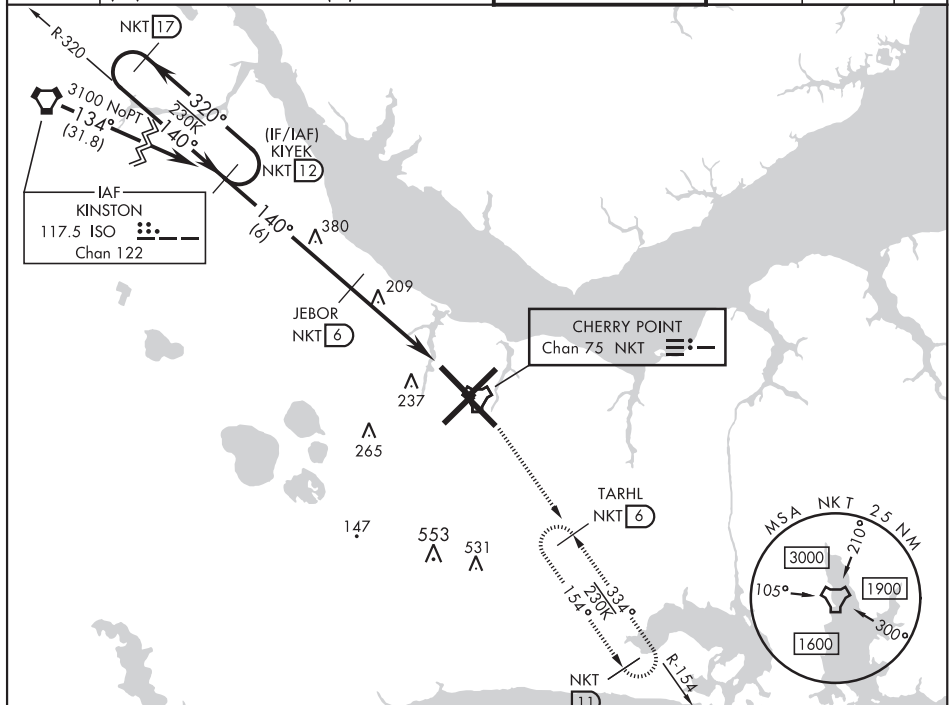 NKT 17
R-320
3100 NoPT
134°
(31.8)
320°
230K
140°
(IF/IAF)
KIYEK
NKT 12
IAF
KINSTON
117.5 ISO
Chan 122
140°
(6)
380
209
JEBOR
NKT 6
CHERRY POINT
Chan 75 NKT
237
265
TARHL
NKT 6
147
553
531
334°
230K
154°
R-154
NKT
11
MSA NKT 25 NM
210°
3000
105°
1900
300°
1600